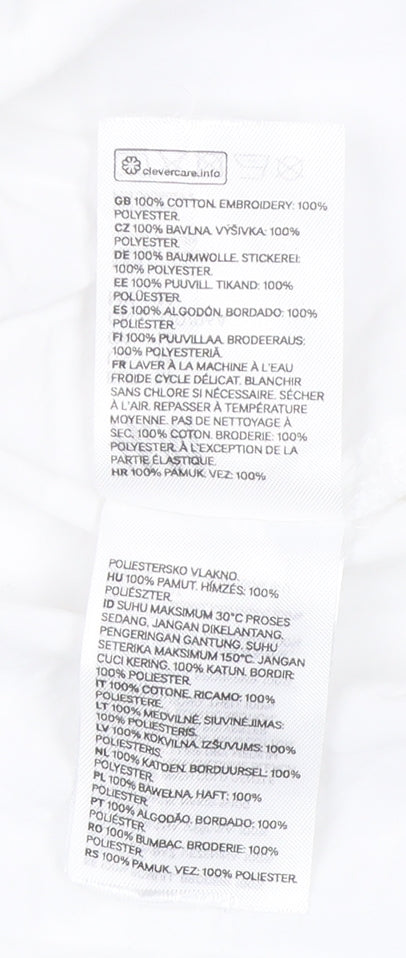 clevercare.info
GB 100% COTTON. EMBROIDERY: 100%
POLYESTER.
CZ 100% BAVLNA. VÝŠIVKA: 100%
POLYESTER.
DE 100% BAUMWOLLE. STICKEREI:
100% POLYESTER.
EE 100% PUUVILL. TIKAND: 100%
POLÜESTER.
ES 100% ALGODÓN. BORDADO: 100%
POLIÉSTER.
FI 100% PUUVILLAA. BRODEERAUS:
100% POLYESTERIÄ.
FR LAVER À LA MACHINE À L'EAU
FROIDE CYCLE DÉLICAT. BLANCHIR
SANS CHLORE SI NÉCESSAIRE. SÉCHER
À L'AIR. REPASSER À TEMPÉRATURE
MOYENNE. PAS DE NETTOYAGE À
SEC. 100% COTON. BRODERIE: 100%
POLYESTER. À L'EXCEPTION DE LA
PARTIE ÉLASTIQUE.
HR 100% PAMUK. VEZ: 100%
POLIESTERSKO VLAKNO.
HU 100% PAMUT. HÍMZÉS: 100%
POLIÉSZTER.
ID SUHU MAKSIMUM 30°C PROSES
SEDANG, JANGAN DIKELANTANG,
PENGERINGAN GANTUNG, SUHU
SETERIKA MAKSIMUM 150°C, JANGAN
CUCI KERING. 100% KATUN. BORDIR:
100% POLIESTER.
IT 100% COTONE. RICAMO: 100%
POLIESTERE.
LT 100% MEDVILNĖ. SIUVINĖJIMAS:
100% POLIESTERIS.
LV 100% KOKVILNA. IZŠUVUMS: 100%
POLIESTERIS.
NL 100% KATOEN. BORDUURSEL: 100%
POLYESTER.
PL 100% BAWEŁNA. HAFT: 100%
POLIESTER.
PT 100% ALGODÃO. BORDADO: 100%
POLIÉSTER.
RO 100% BUMBAC. BRODERIE: 100%
POLIESTER.
RS 100% PAMUK. VEZ: 100% POLIESTER.